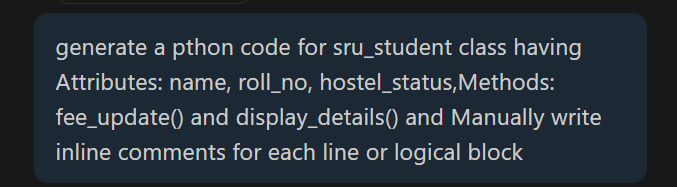 generate a pthon code for sru_student class having
Attributes: name, roll_no, hostel_status,Methods:
fee_update() and display_details() and Manually write
inline comments for each line or logical block